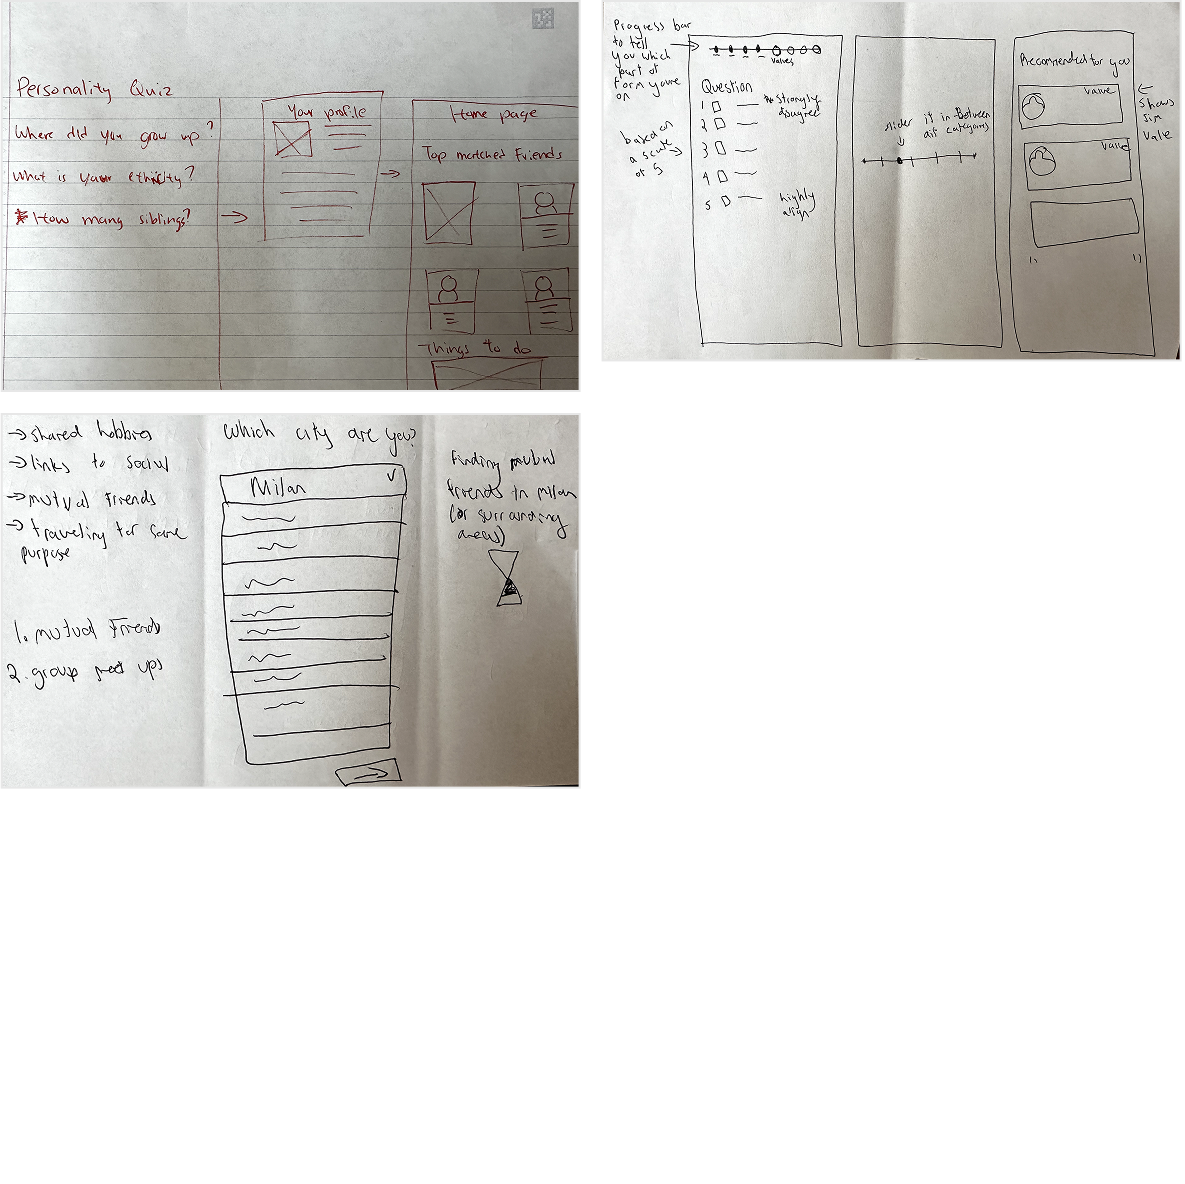 Personality Quiz
Where did you grow up?
What is your ethnicity?
* How many siblings?
Your profile
Home page
Top matched Friends
Things to do
Progress bar
to tell
you which
part of
form youre
on
values
Question
1
2
3
4
5
** Strongly
disagree
highly
align
based on
a scale
of 5
slider if in-between
dif categories
Recommended for you
value
value
Shows
sim
value
→ shared hobbies
→ links to social
→ mutual friends
→ traveling for same
purpose
1. mutual friends
2. group meet ups
Which city are you?
Milan
Finding mutual
friends in milan
(or surrounding
areas)